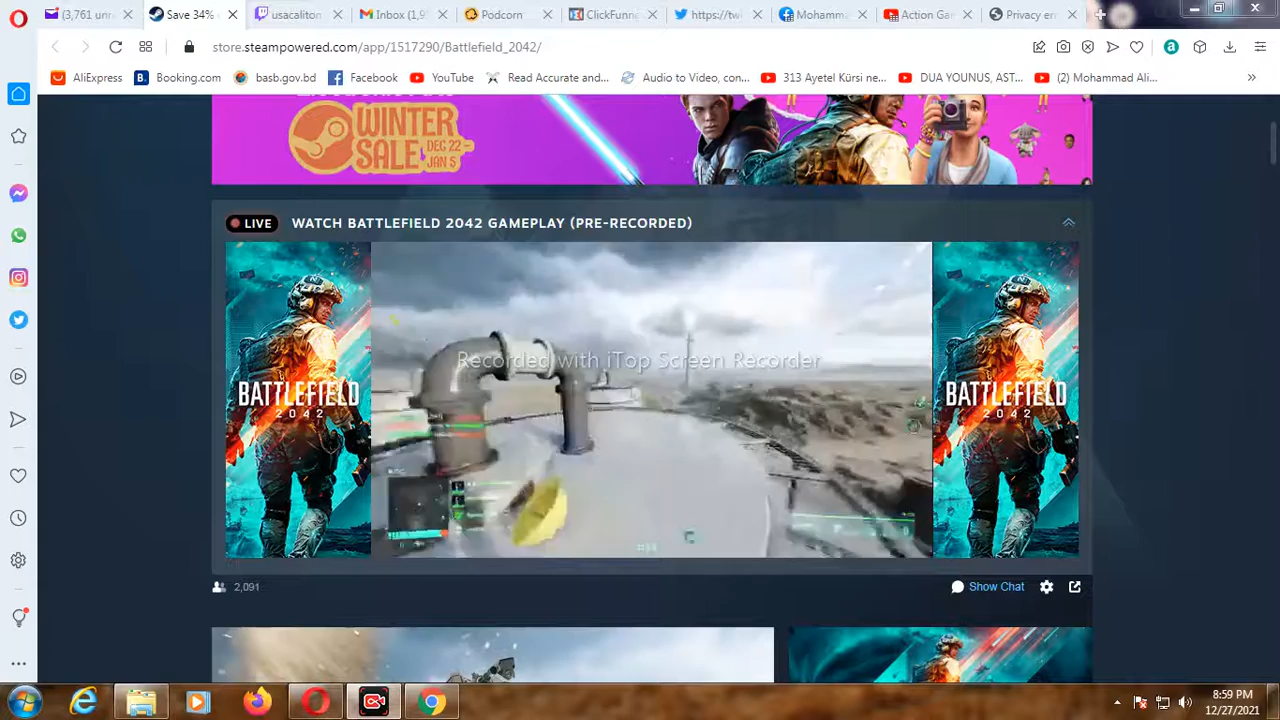 (3,761 unr
Save 34%
usacaliton
Inbox (1,9
Podcorn
ClickFunne
https://tw
Mohamma
Action Ga
Privacy er
store.steampowered.com/app/1517290/Battlefield_2042/
AliExpress
Booking.com
basb.gov.bd
Facebook
YouTube
Read Accurate and...
Audio to Video, con...
313 Ayetel Kürsi ne...
DUA YOUNUS, AST...
(2) Mohammad Ali...
WINTER
SALE
DEC 22 -
JAN 5
LIVE
WATCH BATTLEFIELD 2042 GAMEPLAY (PRE-RECORDED)
Recorded with iTop Screen Recorder
BATTLEFIELD
2042
BATTLEFIELD
2042
2,091
Show Chat
8:59 PM
12/27/2021